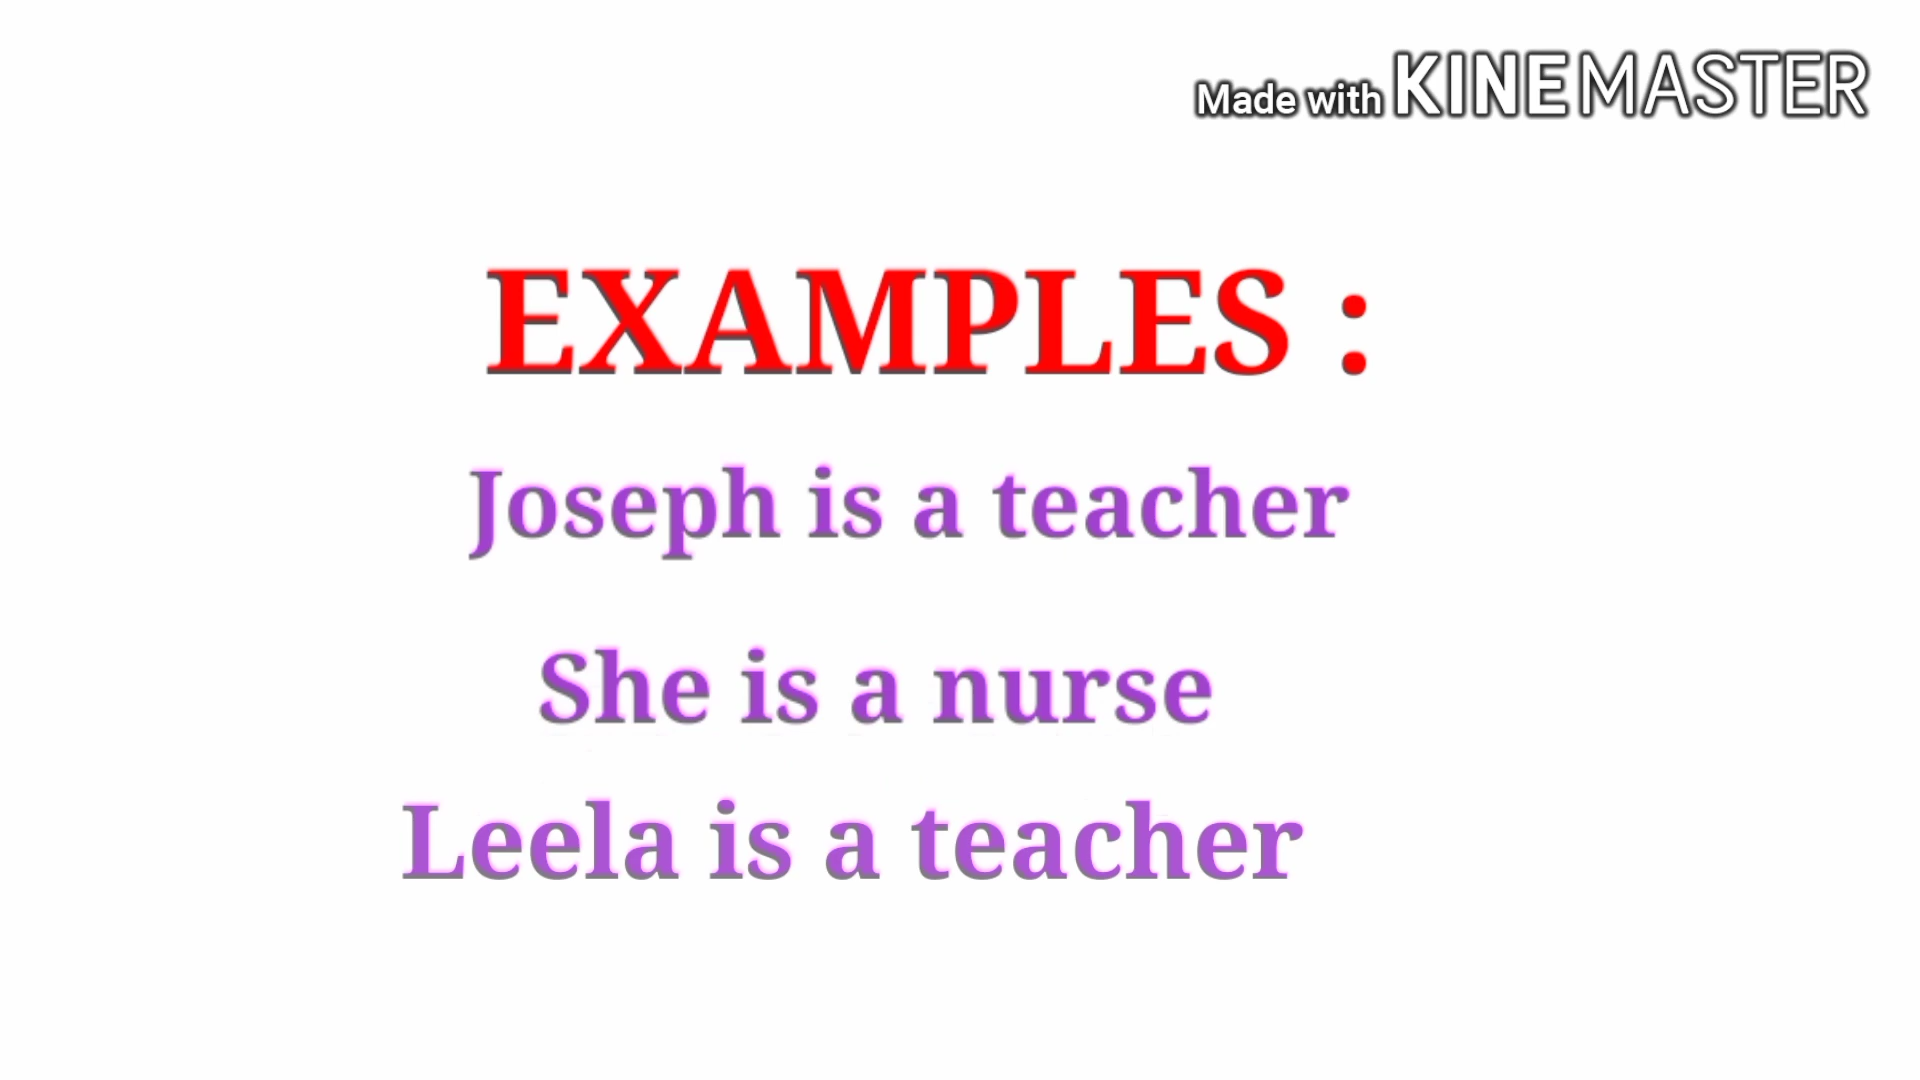 Made with KINEMASTER
EXAMPLES :
Joseph is a teacher
She is a nurse
Leela is a teacher